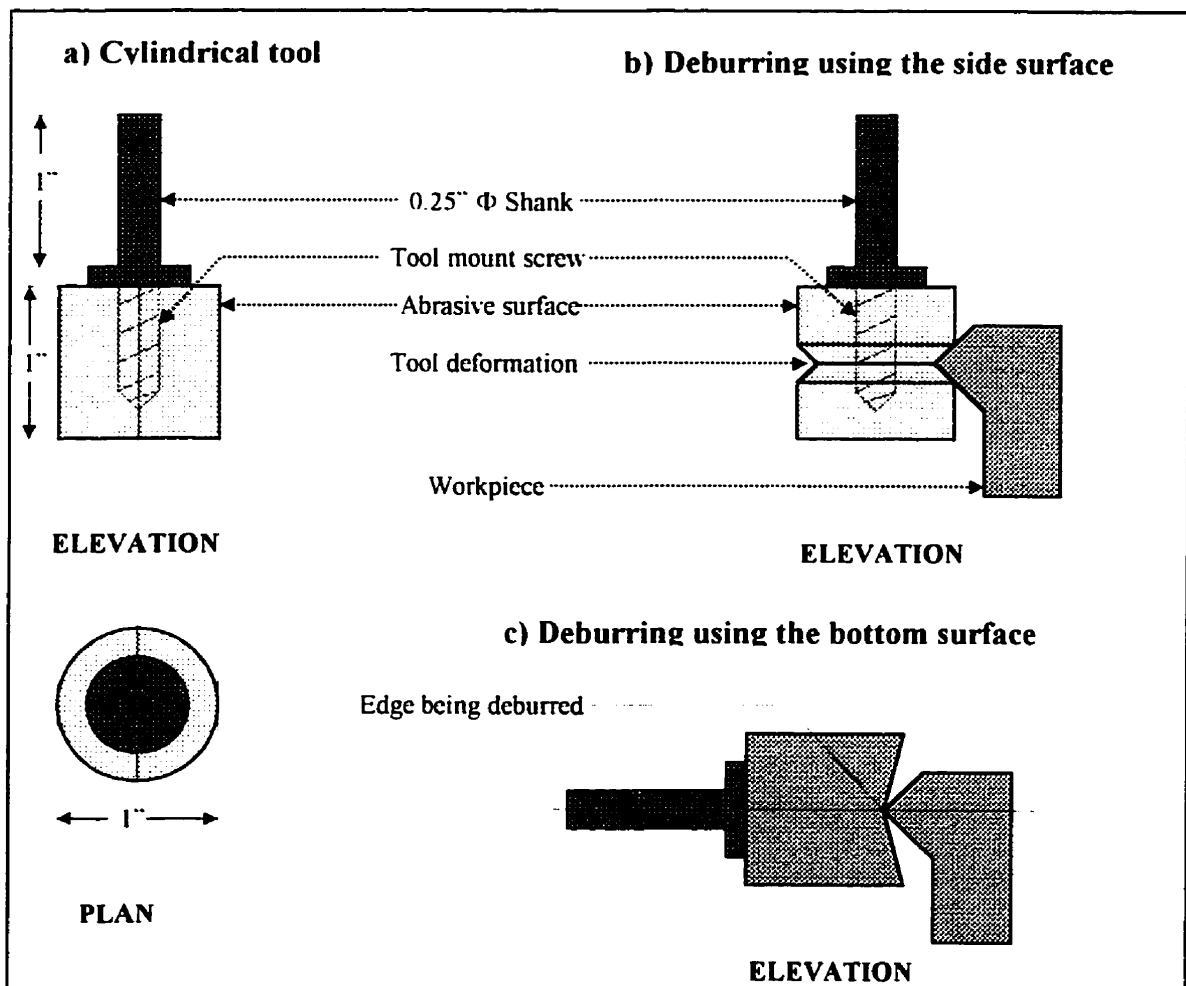 a) Cylindrical tool
b) Deburring using the side surface
1"
0.25" Φ Shank
Tool mount screw
Abrasive surface
1"
Tool deformation
Workpiece
ELEVATION
ELEVATION
c) Deburring using the bottom surface
Edge being deburred
1"
PLAN
ELEVATION